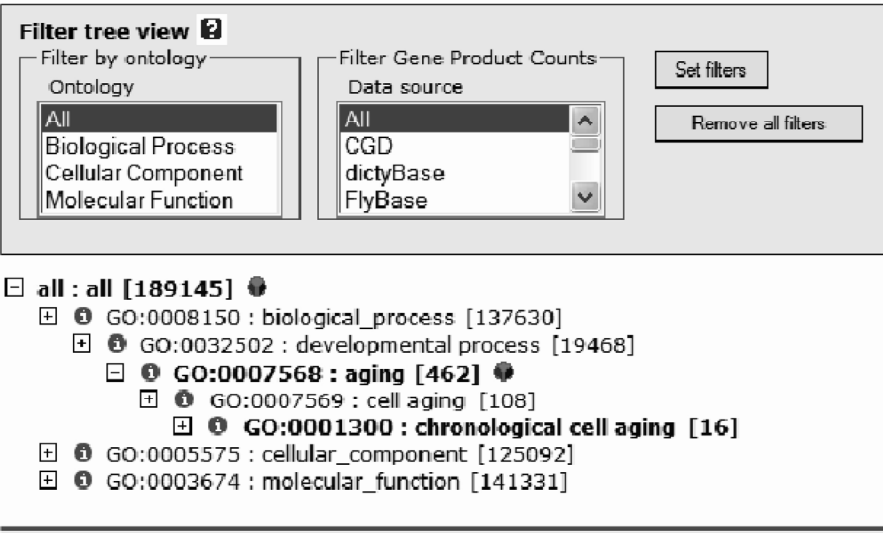 Filter tree view ?
Filter by ontology
Ontology
All
Biological Process
Cellular Component
Molecular Function
Filter Gene Product Counts
Data source
All
CGD
dictyBase
FlyBase
Set filters
Remove all filters
all : all [189145]
GO:0008150 : biological_process [137630]
GO:0032502 : developmental process [19468]
GO:0007568 : aging [462]
GO:0007569 : cell aging [108]
GO:0001300 : chronological cell aging [16]
GO:0005575 : cellular_component [125092]
GO:0003674 : molecular_function [141331]